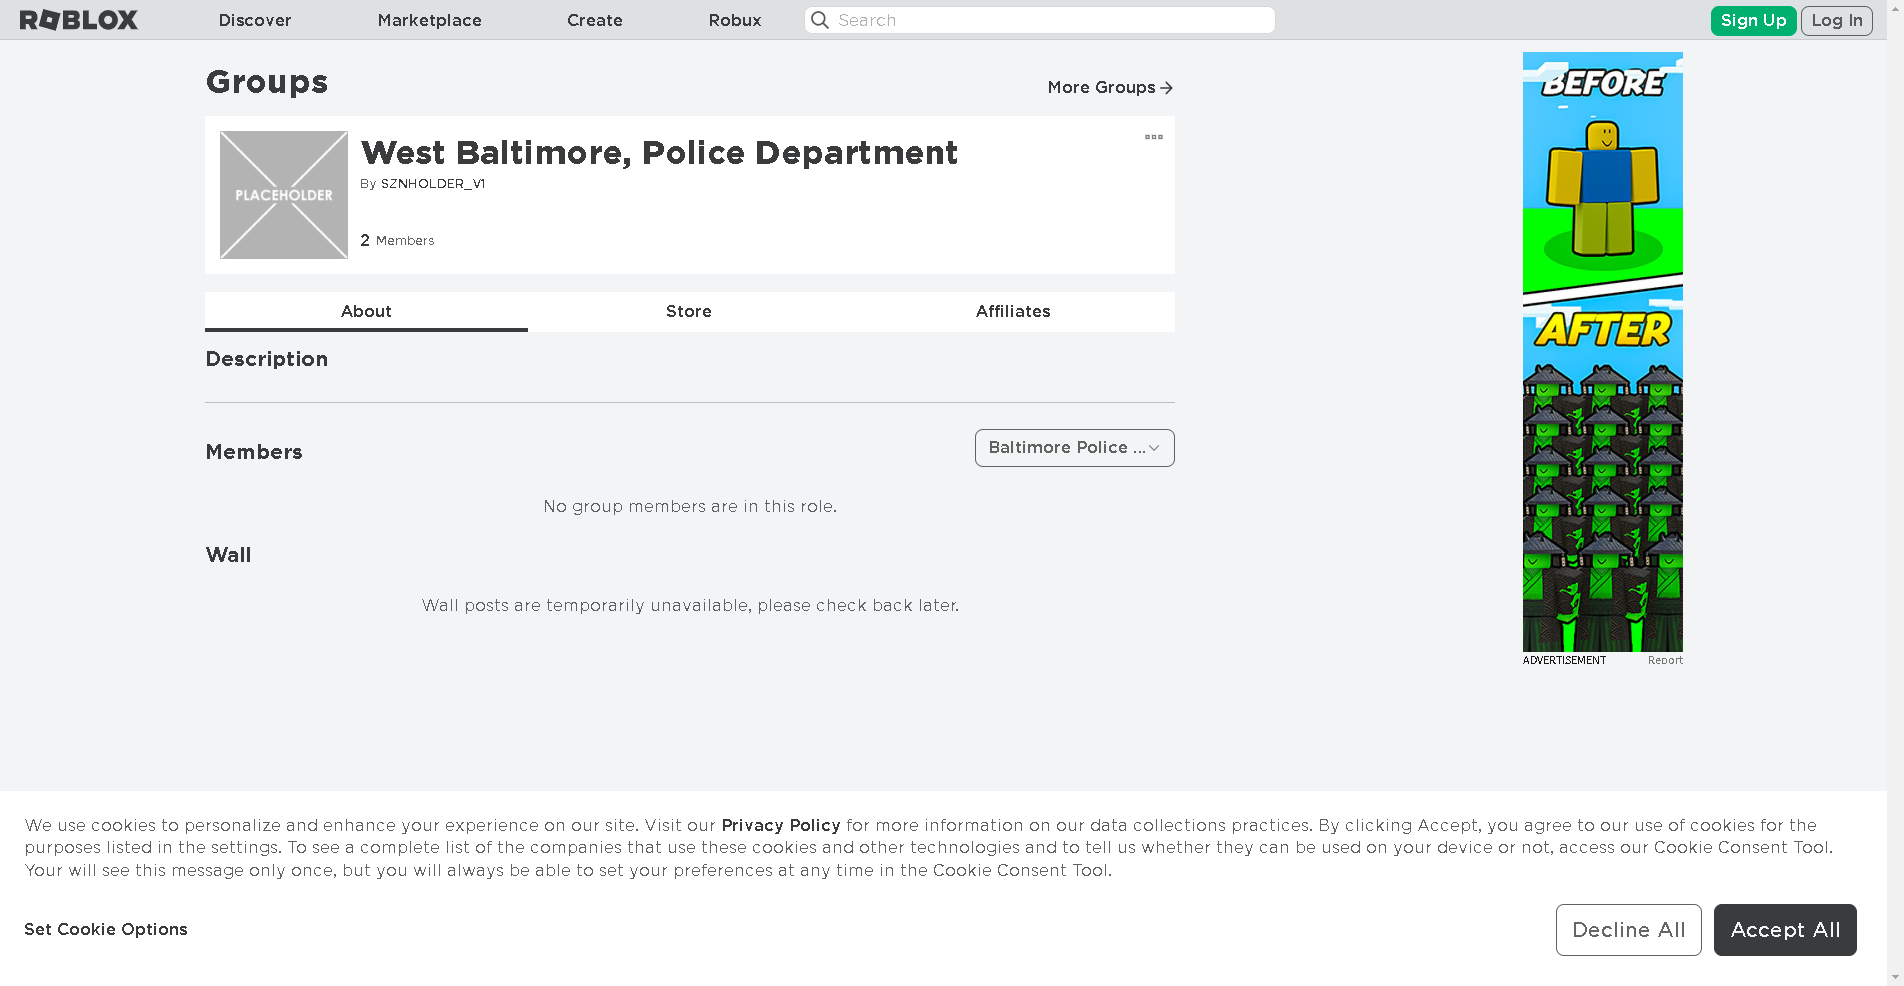 ROBLOX Discover Marketplace Create Robux Search Sign Up Log In
Groups
More Groups
PLACEHOLDER
West Baltimore, Police Department
By SZNHOLDER_V1
2 Members
About Store Affiliates
Description
Members
Baltimore Police ...
No group members are in this role.
Wall
Wall posts are temporarily unavailable, please check back later.
BEFORE
AFTER
ADVERTISEMENT Report
We use cookies to personalize and enhance your experience on our site. Visit our Privacy Policy for more information on our data collections practices. By clicking Accept, you agree to our use of cookies for the
purposes listed in the settings. To see a complete list of the companies that use these cookies and other technologies and to tell us whether they can be used on your device or not, access our Cookie Consent Tool.
Your will see this message only once, but you will always be able to set your preferences at any time in the Cookie Consent Tool.
Set Cookie Options
Decline All Accept All